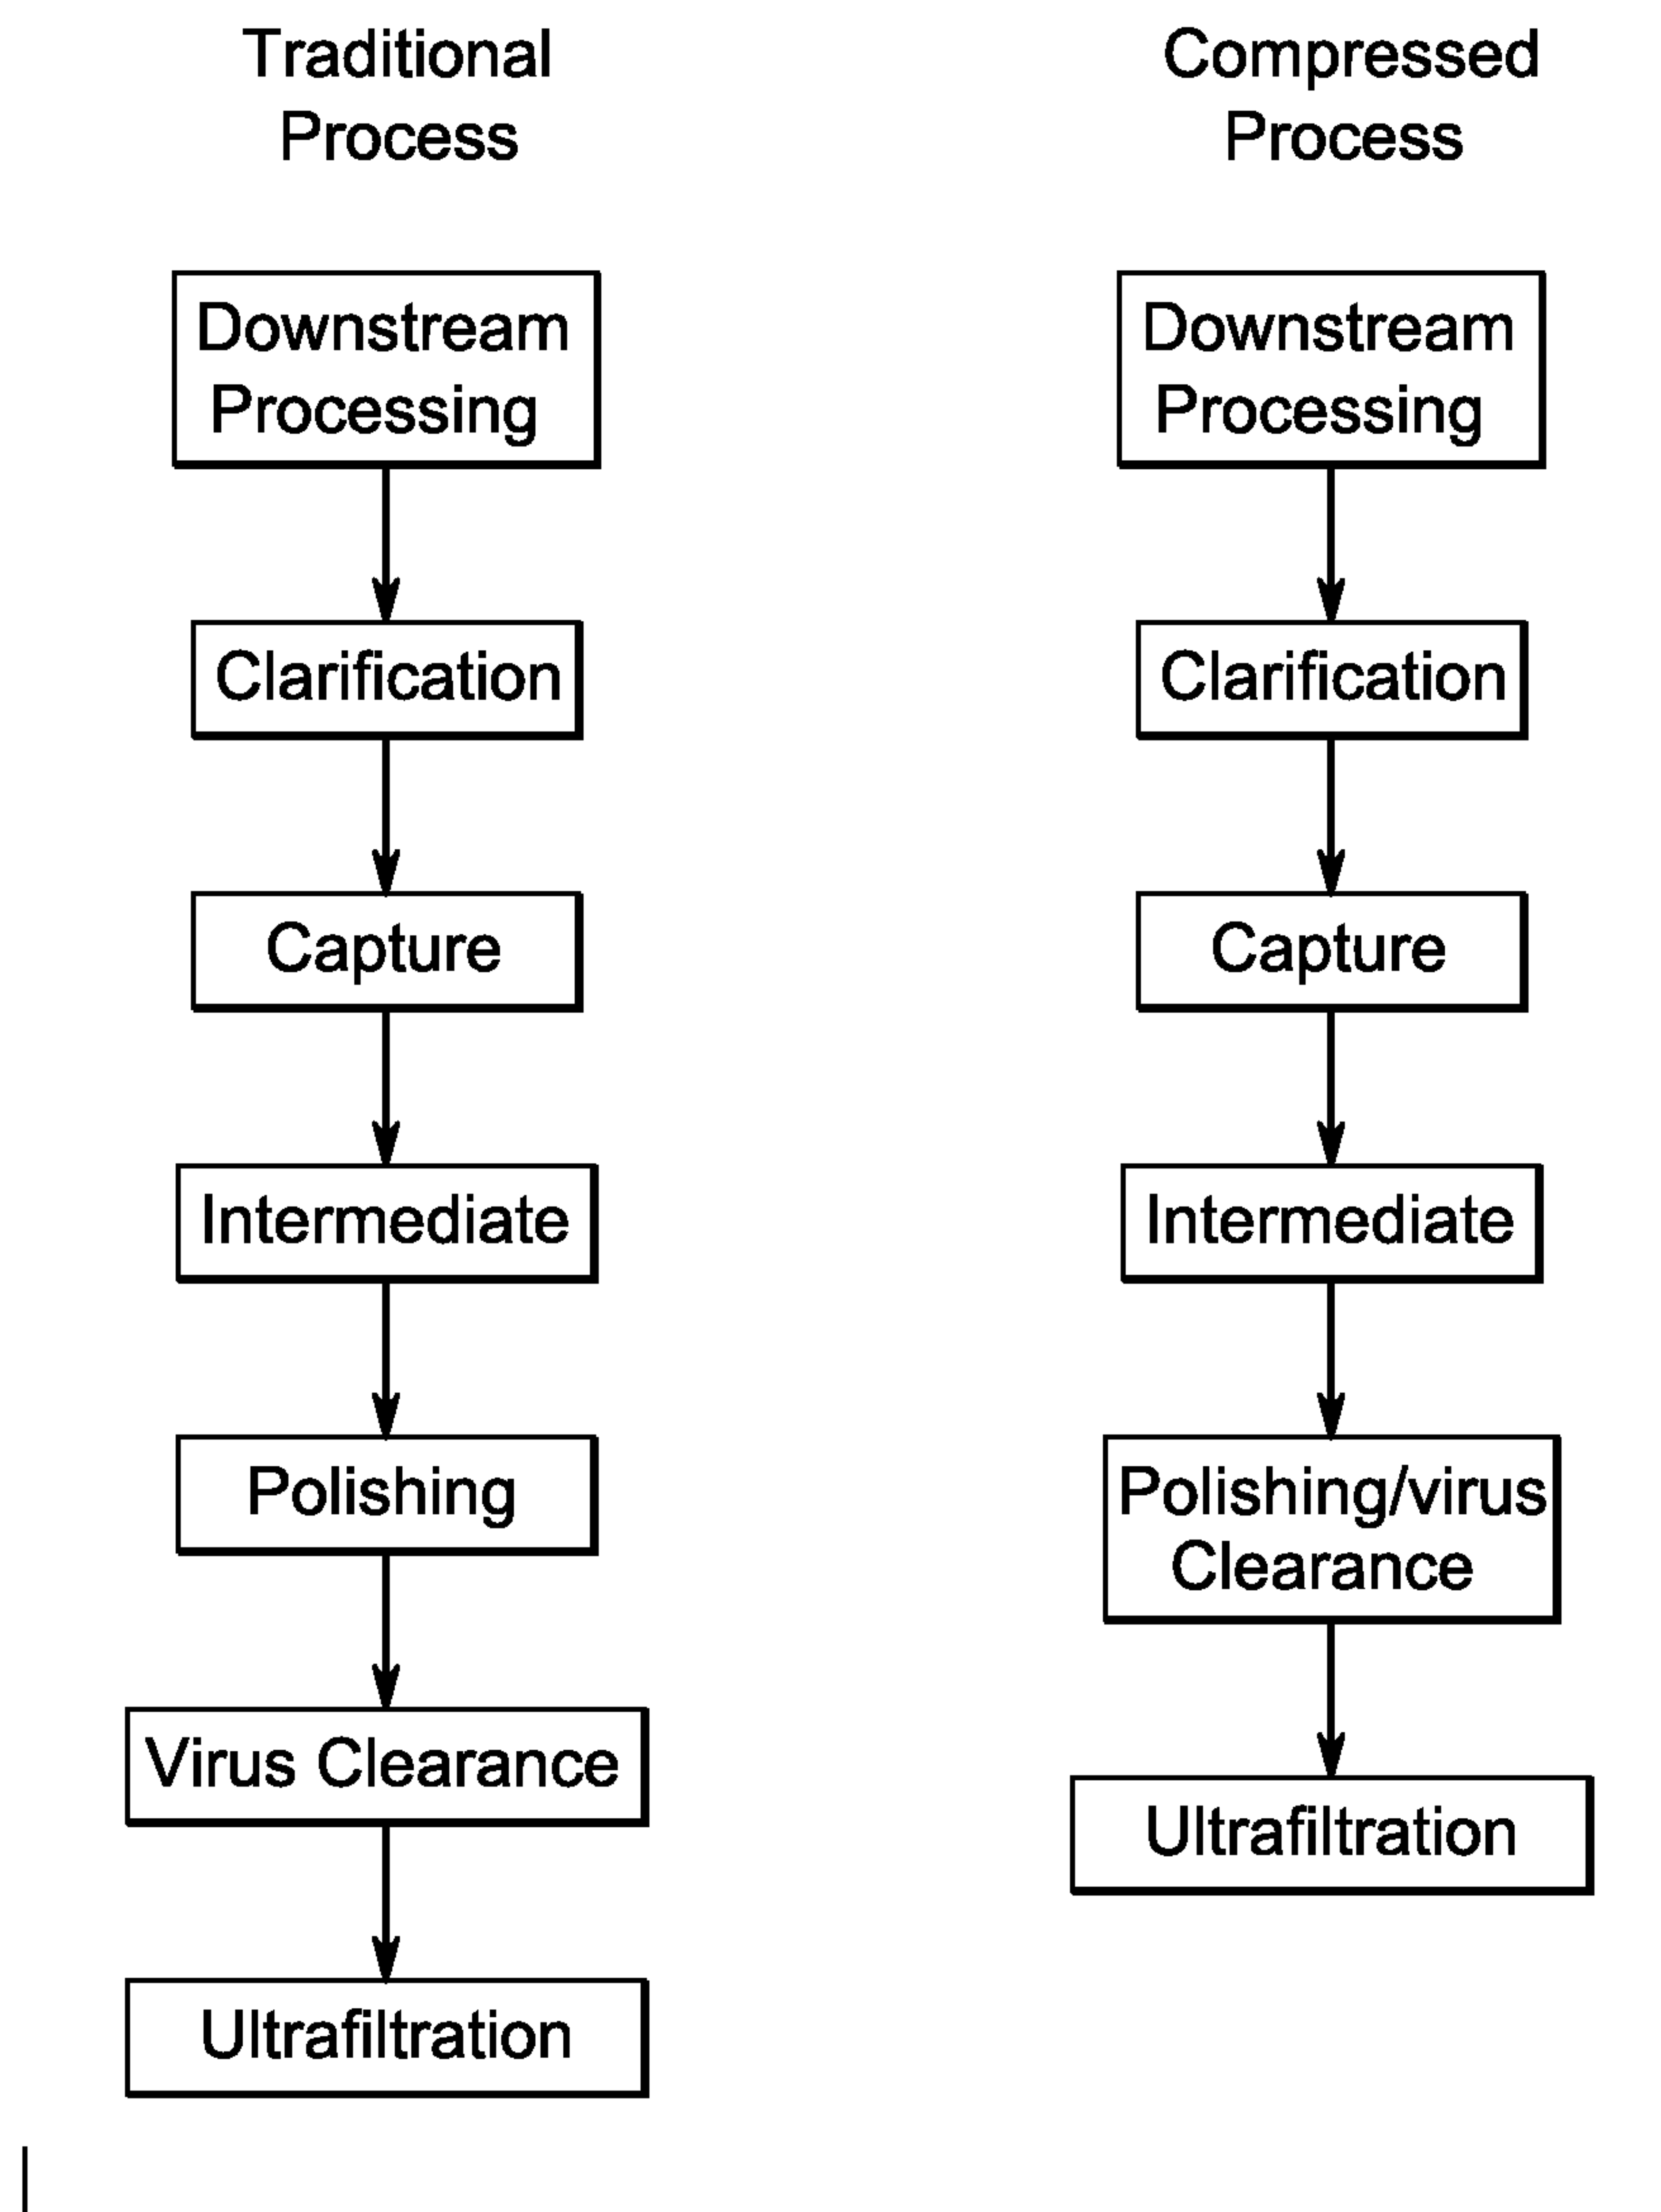 Traditional
Process
Downstream
Processing
Clarification
Capture
Intermediate
Polishing
Virus Clearance
Ultrafiltration
Compressed
Process
Downstream
Processing
Clarification
Capture
Intermediate
Polishing/virus
Clearance
Ultrafiltration